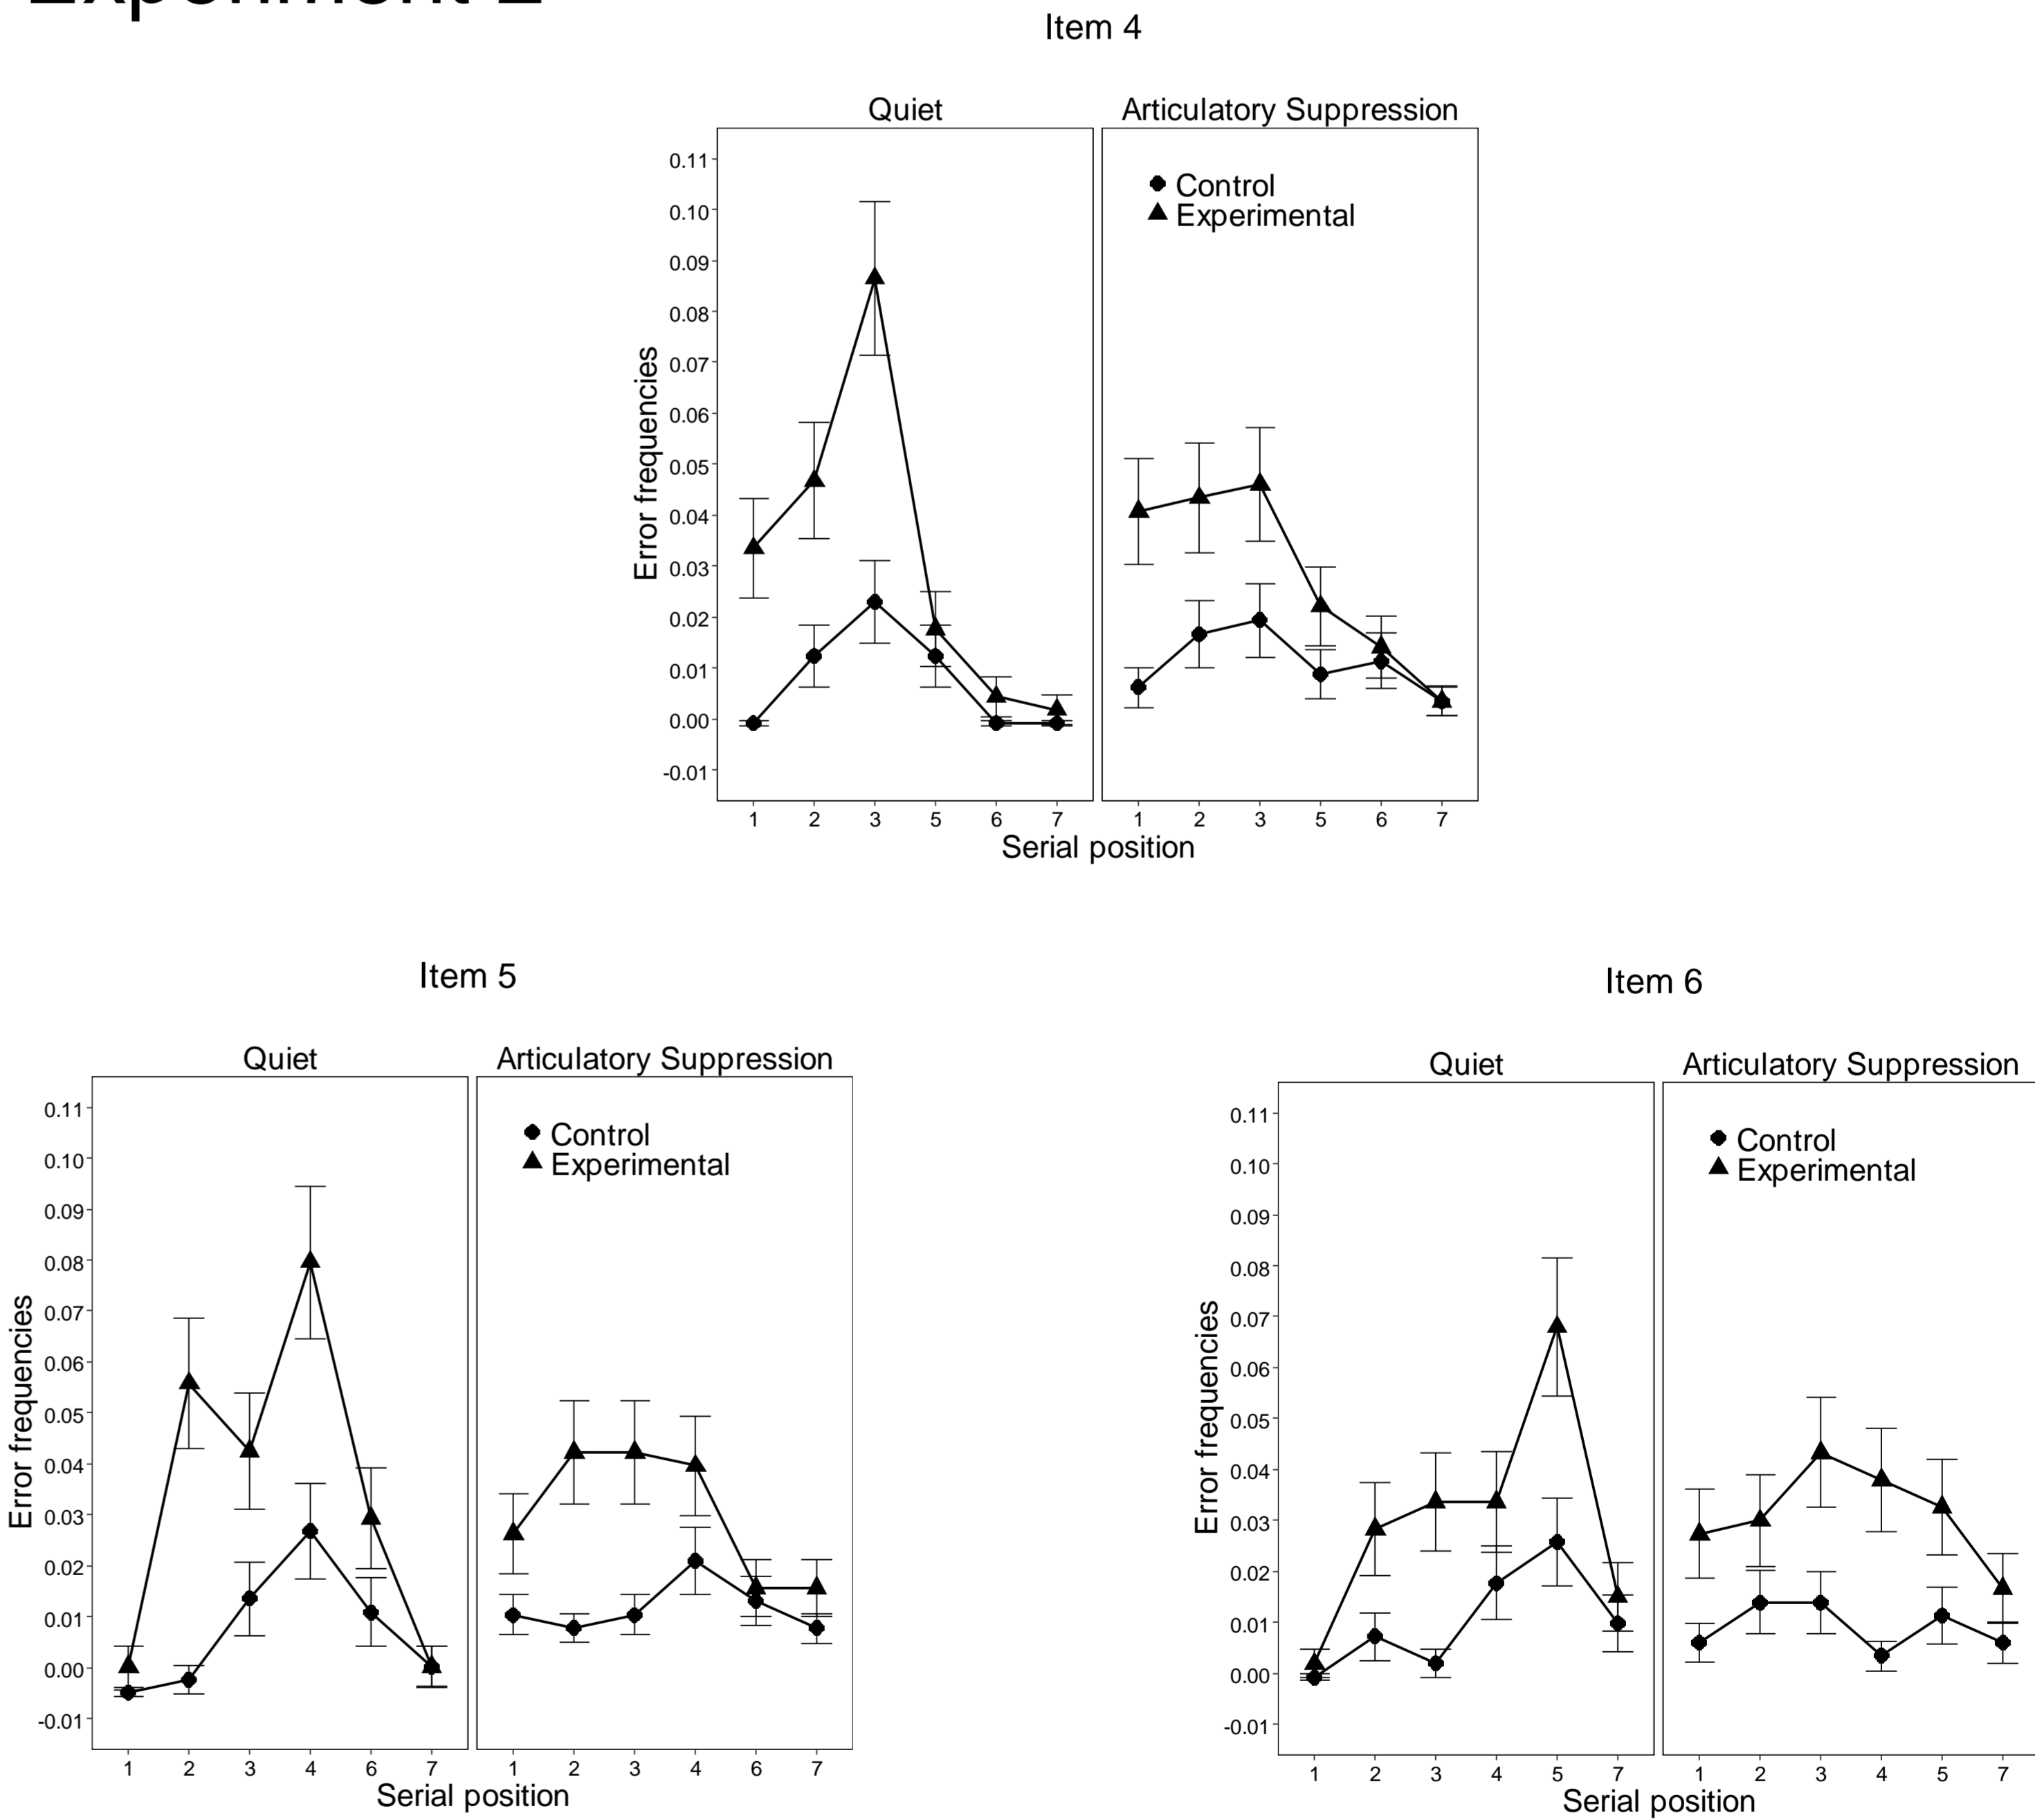 Experiment
Item 4
Quiet Articulatory Suppression
0.11
0.10
0.09
0.08
0.07
0.06
0.05
0.04
0.03
0.02
0.01
0.00
-0.01
Error frequencies
Control
Experimental
1 2 3 5 6 7 1 2 3 5 6 7
Serial position
Item 5
Quiet Articulatory Suppression
0.11
0.10
0.09
0.08
0.07
0.06
0.05
0.04
0.03
0.02
0.01
0.00
-0.01
Error frequencies
Control
Experimental
1 2 3 4 6 7 1 2 3 4 6 7
Serial position
Item 6
Quiet Articulatory Suppression
0.11
0.10
0.09
0.08
0.07
0.06
0.05
0.04
0.03
0.02
0.01
0.00
-0.01
Error frequencies
Control
Experimental
1 2 3 4 5 7 1 2 3 4 5 7
Serial position